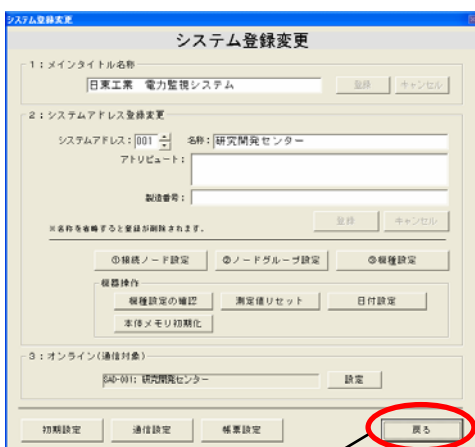 システム登録変更
システム登録変更
1：メインタイトル名称
日東工業　電力監視システム
登録　キャンセル
2：システムアドレス登録変更
システムアドレス：001　名称：研究開発センター
アトリビュート：
製造番号：
登録　キャンセル
※名称を省略すると登録が削除されます。
①接続ノード設定　②ノードグループ設定　③機種設定
機器操作
機種設定の確認　測定値リセット　日付設定
本体メモリ初期化
3：オンライン(通信対象)
SAD-001: 研究開発センター　設定
初期設定　通信設定　帳票設定　戻る